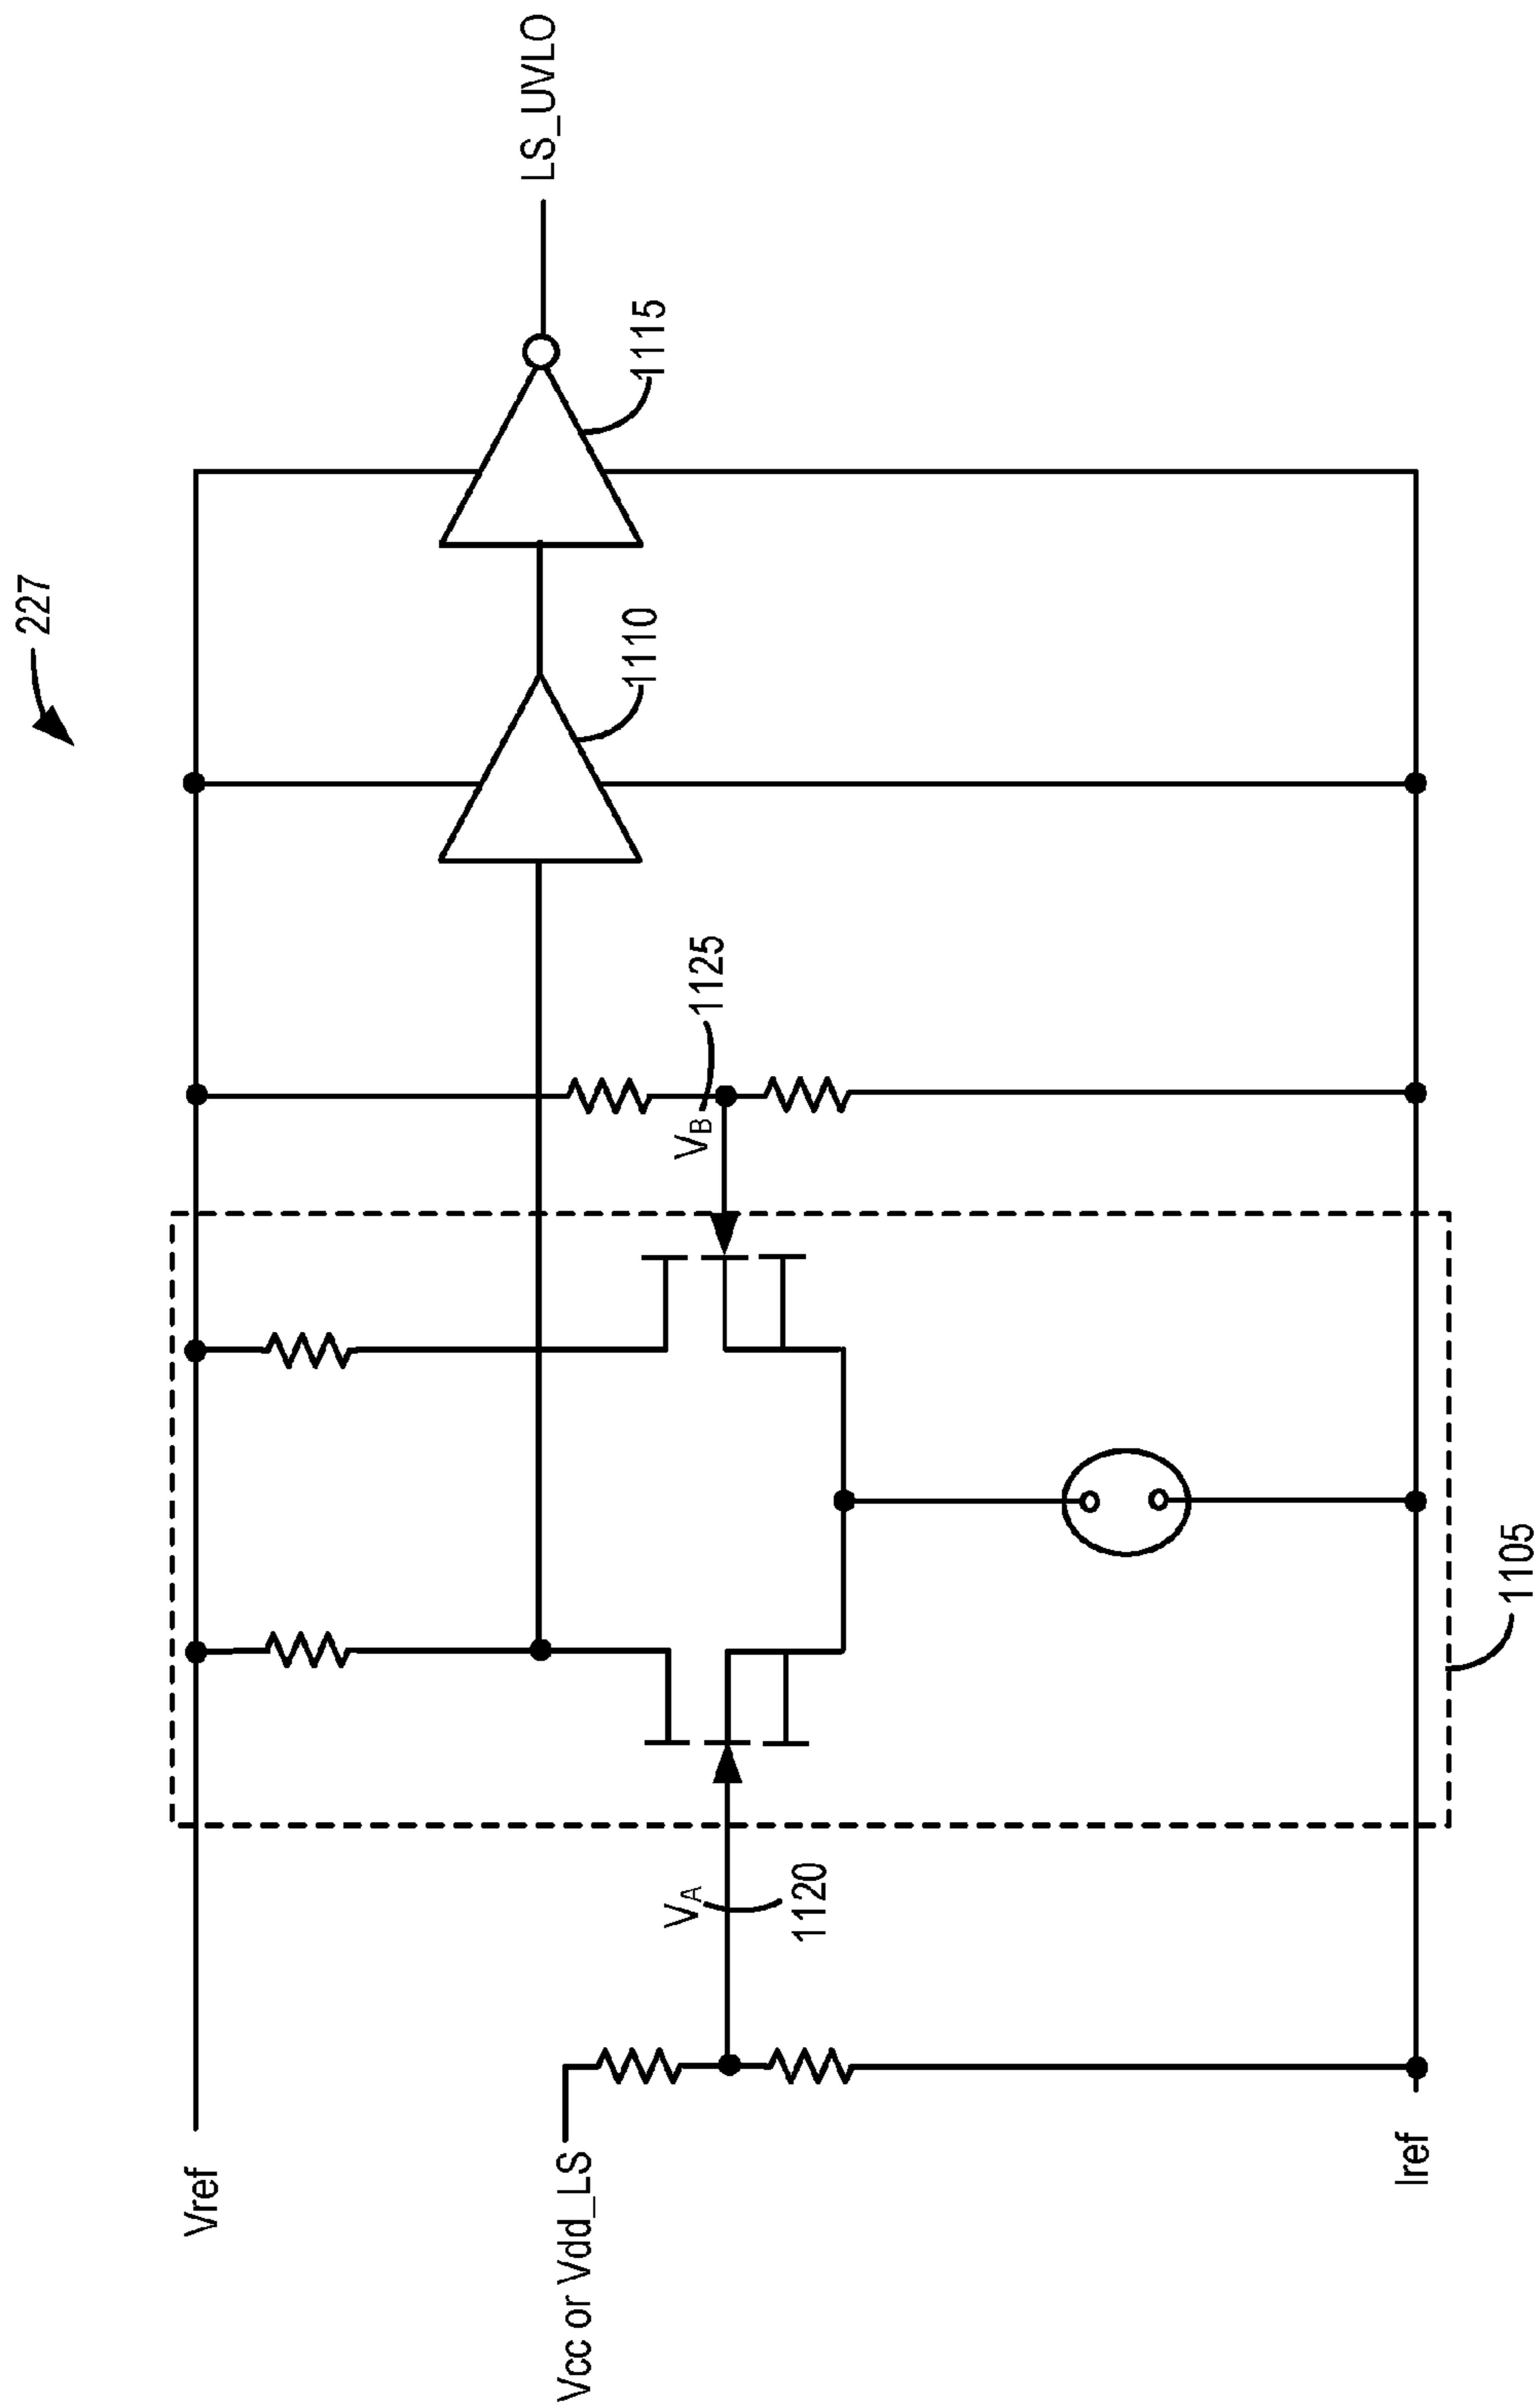 227
Vref
Vcc or Vdd_LS
Iref
VA
1120
1105
VB
1125
1110
1115
LS_UVLO